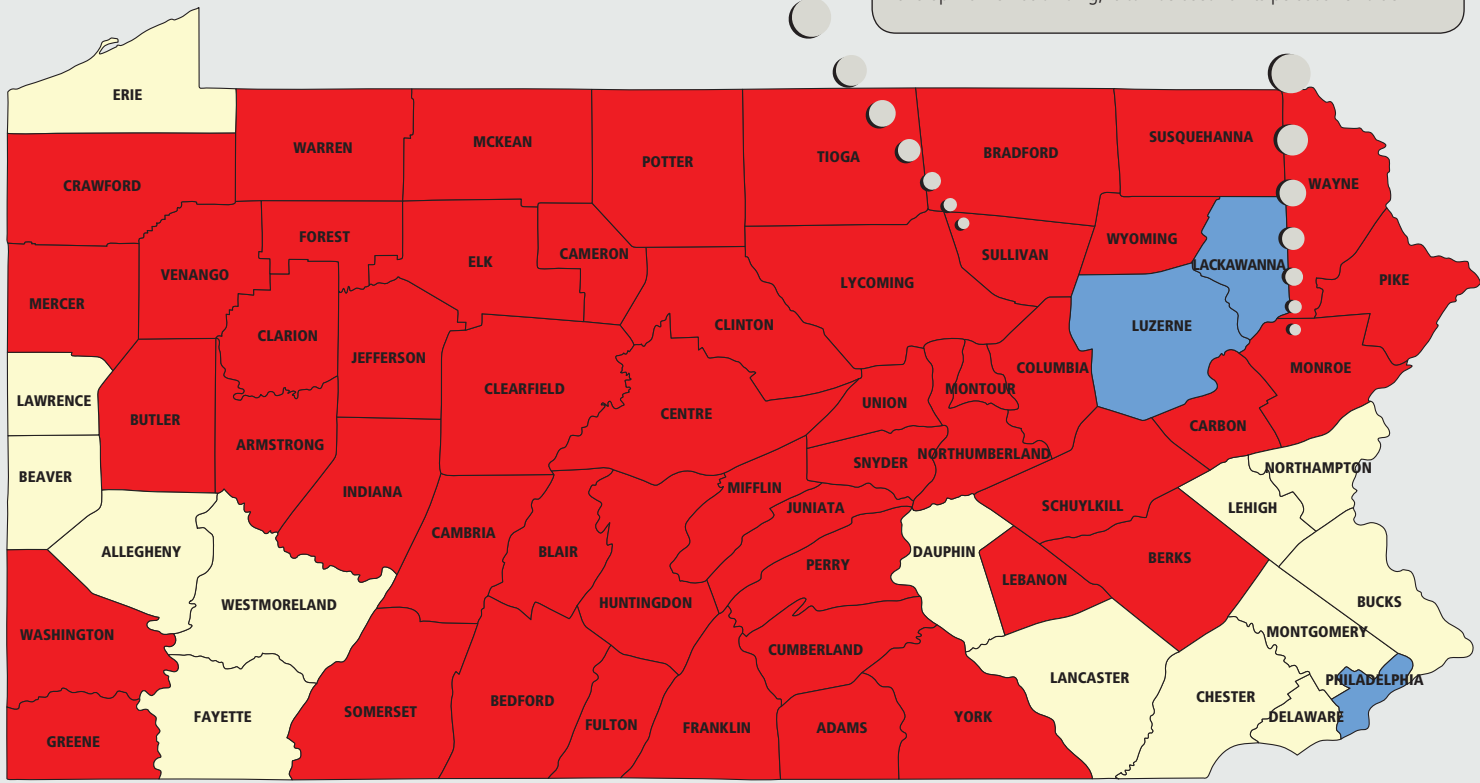 ERIE
WARREN
MCKEAN
POTTER
TIOGA
BRADFORD
SUSQUEHANNA
WAYNE
CRAWFORD
FOREST
VENANGO
ELK
CAMERON
LYCOMING
SULLIVAN
WYOMING
LACKAWANNA
PIKE
MERCER
CLARION
JEFFERSON
CLINTON
LUZERNE
LAWRENCE
BUTLER
CLEARFIELD
CENTRE
UNION
MONTOUR
COLUMBIA
MONROE
BEAVER
ARMSTRONG
INDIANA
SNYDER
NORTHUMBERLAND
CARBON
NORTHAMPTON
MIFFLIN
JUNIATA
SCHUYLKILL
LEHIGH
ALLEGHENY
CAMBRIA
BLAIR
PERRY
DAUPHIN
LEBANON
BERKS
WESTMORELAND
HUNTINGDON
BUCKS
WASHINGTON
CUMBERLAND
MONTGOMERY
LANCASTER
PHILADELPHIA
GREENE
FAYETTE
SOMERSET
BEDFORD
FULTON
FRANKLIN
ADAMS
YORK
CHESTER
DELAWARE